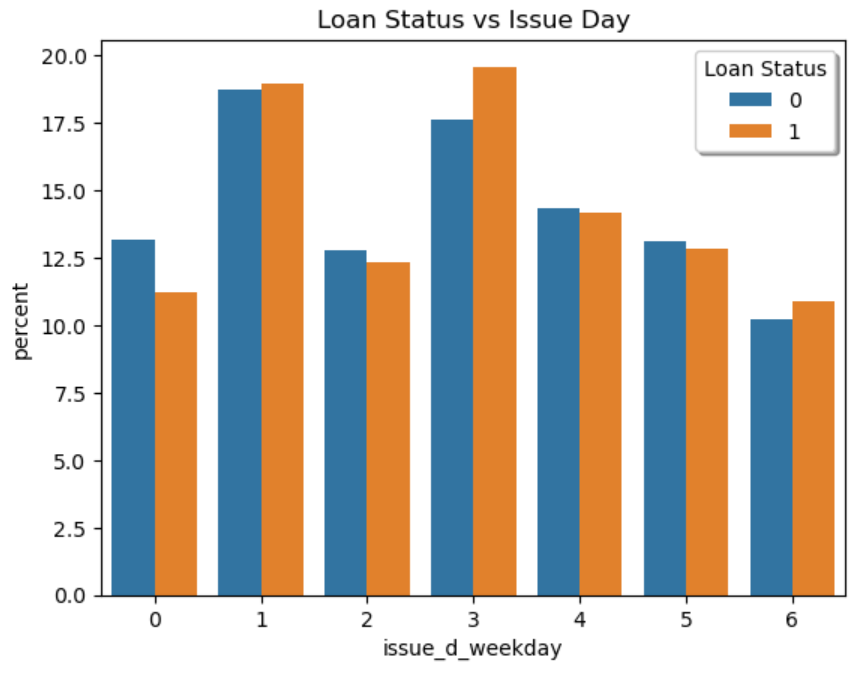 Loan Status vs Issue Day
Loan Status
0
1
percent
20.0
17.5
15.0
12.5
10.0
7.5
5.0
2.5
0.0
0 1 2 3 4 5 6
issue_d_weekday